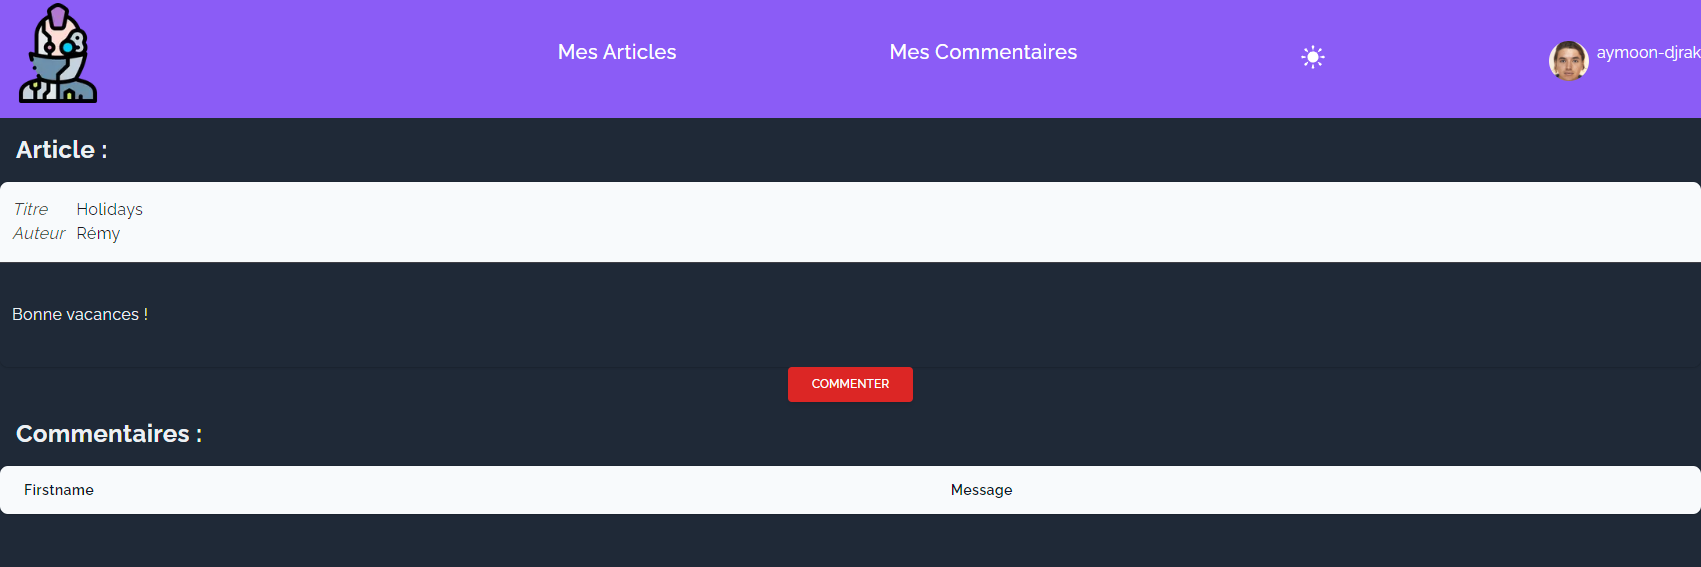 Mes Articles Mes Commentaires aymoon-djrak
Article :
Titre Holidays
Auteur Rémy
Bonne vacances !
COMMENTER
Commentaires :
Firstname Message